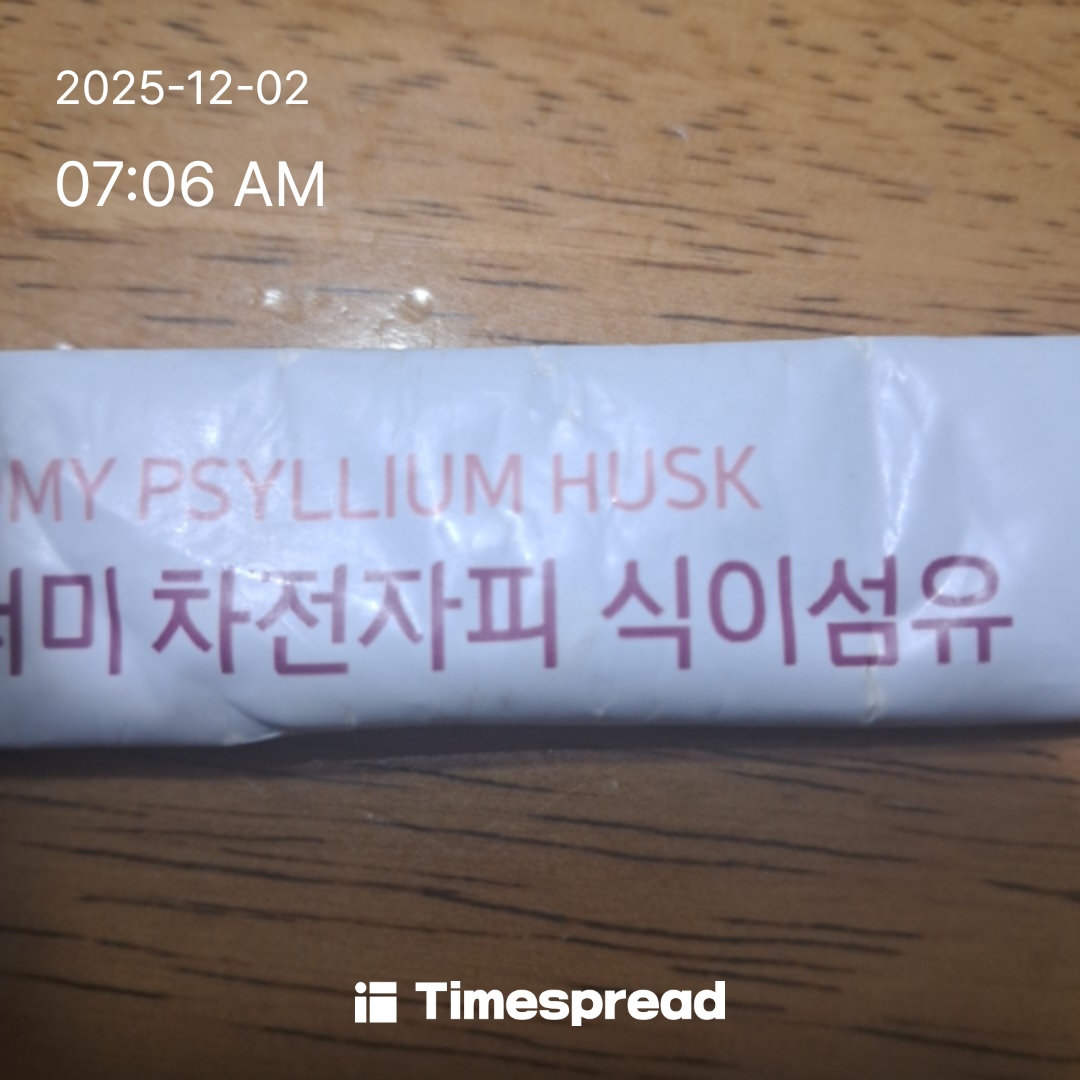 2025-12-02
07:06 AM
MY PSYLLIUM HUSK
미 차전자피 식이섬유
Timespread